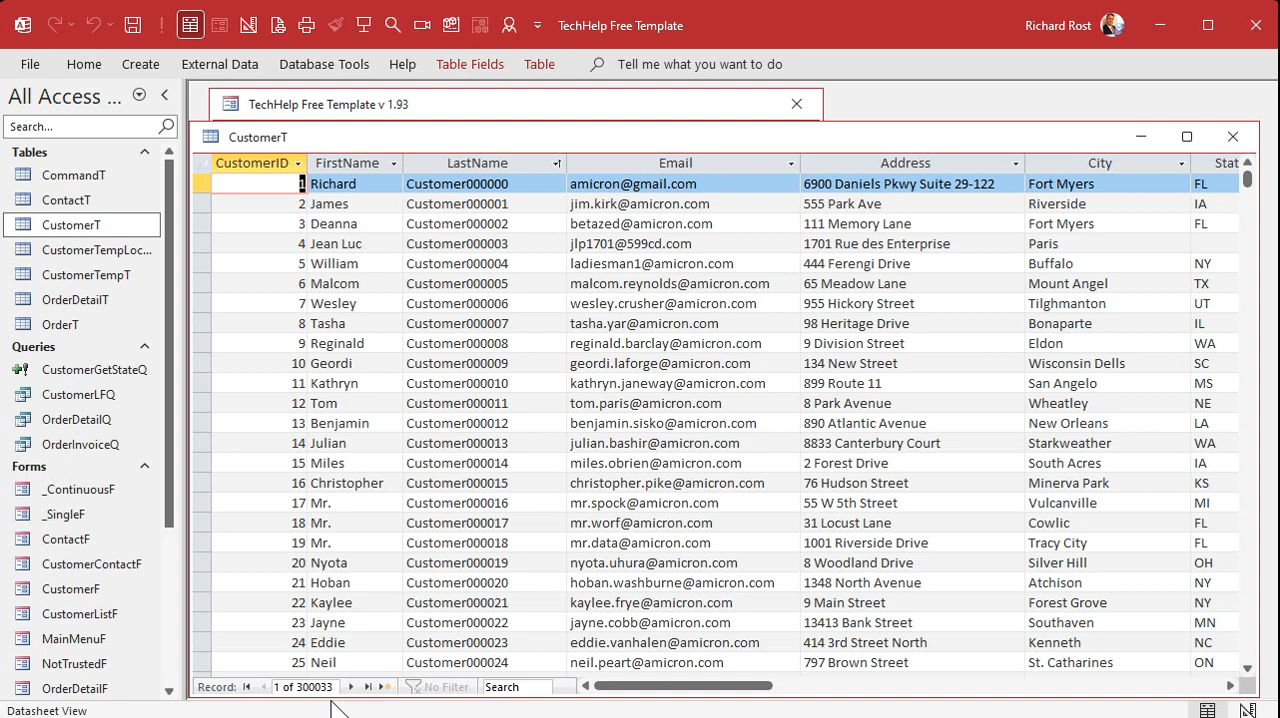 TechHelp Free Template
Richard Rost
File Home Create External Data Database Tools Help Table Fields Table Tell me what you want to do
All Access ...
Search...
Tables
CommandT
ContactT
CustomerT
CustomerTempLoc...
CustomerTempT
OrderDetailT
OrderT
Queries
CustomerGetStateQ
CustomerLFQ
OrderDetailQ
OrderInvoiceQ
Forms
_ContinuousF
_SingleF
ContactF
CustomerContactF
CustomerF
CustomerListF
MainMenuF
NotTrustedF
OrderDetailF
TechHelp Free Template v 1.93
CustomerT
CustomerID FirstName LastName Email Address City Stat
1 Richard Customer000000 amicron@gmail.com 6900 Daniels Pkwy Suite 29-122 Fort Myers FL
2 James Customer000001 jim.kirk@amicron.com 555 Park Ave Riverside IA
3 Deanna Customer000002 betazed@amicron.com 111 Memory Lane Fort Myers FL
4 Jean Luc Customer000003 jlp1701@599cd.com 1701 Rue des Enterprise Paris
5 William Customer000004 ladiesman1@amicron.com 444 Ferengi Drive Buffalo NY
6 Malcom Customer000005 malcom.reynolds@amicron.com 65 Meadow Lane Mount Angel TX
7 Wesley Customer000006 wesley.crusher@amicron.com 955 Hickory Street Tilghmanton UT
8 Tasha Customer000007 tasha.yar@amicron.com 98 Heritage Drive Bonaparte IL
9 Reginald Customer000008 reginald.barclay@amicron.com 9 Division Street Eldon WA
10 Geordi Customer000009 geordi.laforge@amicron.com 134 New Street Wisconsin Dells SC
11 Kathryn Customer000010 kathryn.janeway@amicron.com 899 Route 11 San Angelo MS
12 Tom Customer000011 tom.paris@amicron.com 8 Park Avenue Wheatley NE
13 Benjamin Customer000012 benjamin.sisko@amicron.com 890 Atlantic Avenue New Orleans LA
14 Julian Customer000013 julian.bashir@amicron.com 8833 Canterbury Court Starkweather WA
15 Miles Customer000014 miles.obrien@amicron.com 2 Forest Drive South Acres IA
16 Christopher Customer000015 christopher.pike@amicron.com 76 Hudson Street Minerva Park KS
17 Mr. Customer000016 mr.spock@amicron.com 55 W 5th Street Vulcanville MI
18 Mr. Customer000017 mr.worf@amicron.com 31 Locust Lane Cowlic FL
19 Mr. Customer000018 mr.data@amicron.com 1001 Riverside Drive Tracy City FL
20 Nyota Customer000019 nyota.uhura@amicron.com 8 Woodland Drive Silver Hill OH
21 Hoban Customer000020 hoban.washburne@amicron.com 1348 North Avenue Atchison NY
22 Kaylee Customer000021 kaylee.frye@amicron.com 9 Main Street Forest Grove NY
23 Jayne Customer000022 jayne.cobb@amicron.com 13413 Bank Street Southaven MN
24 Eddie Customer000023 eddie.vanhalen@amicron.com 414 3rd Street North Kenneth NC
25 Neil Customer000024 neil.peart@amicron.com 797 Brown Street St. Catharines ON
Record: 1 of 300033 No Filter Search
Datasheet View